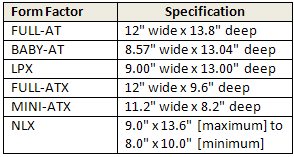 Form Factor Specification
FULL-AT 12" wide x 13.8" deep
BABY-AT 8.57" wide x 13.04" deep
LPX 9.00" wide x 13.00" deep
FULL-ATX 12" wide x 9.6" deep
MINI-ATX 11.2" wide x 8.2" deep
NLX 9.0" x 13.6" [maximum] to
8.0" x 10.0" [minimum]